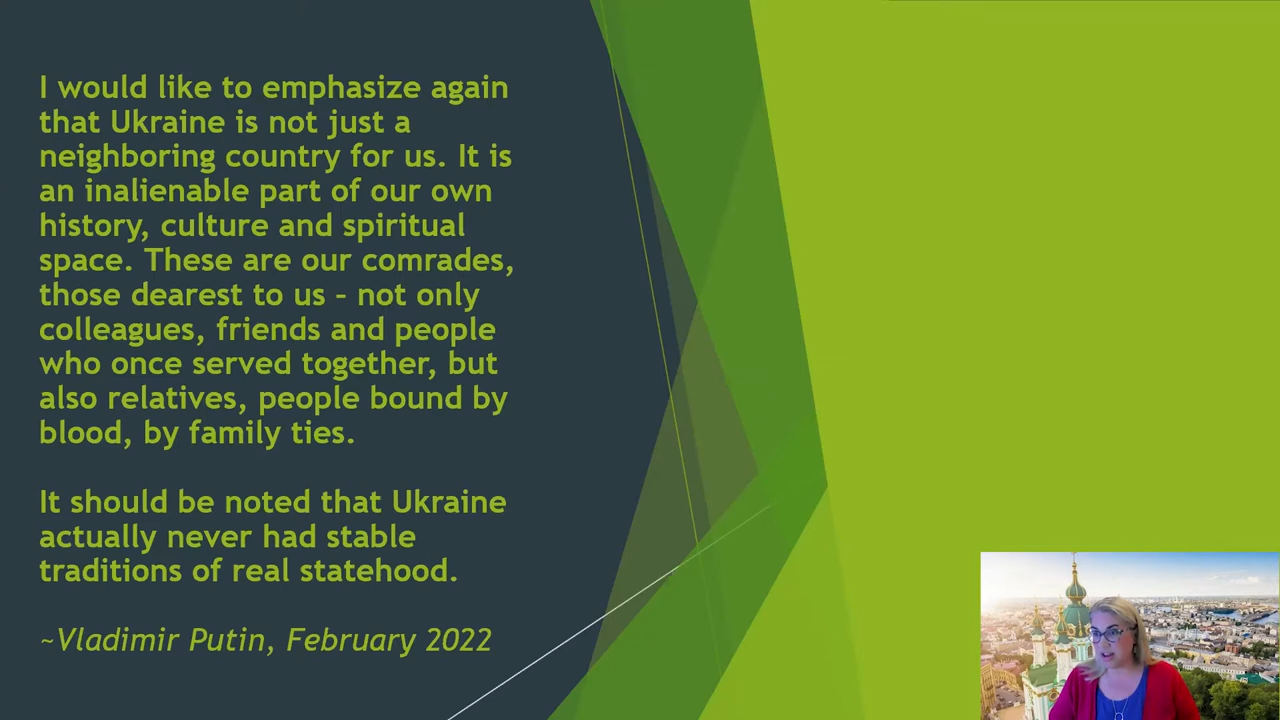 I would like to emphasize again
that Ukraine is not just a
neighboring country for us. It is
an inalienable part of our own
history, culture and spiritual
space. These are our comrades,
those dearest to us – not only
colleagues, friends and people
who once served together, but
also relatives, people bound by
blood, by family ties.
It should be noted that Ukraine
actually never had stable
traditions of real statehood.
~Vladimir Putin, February 2022